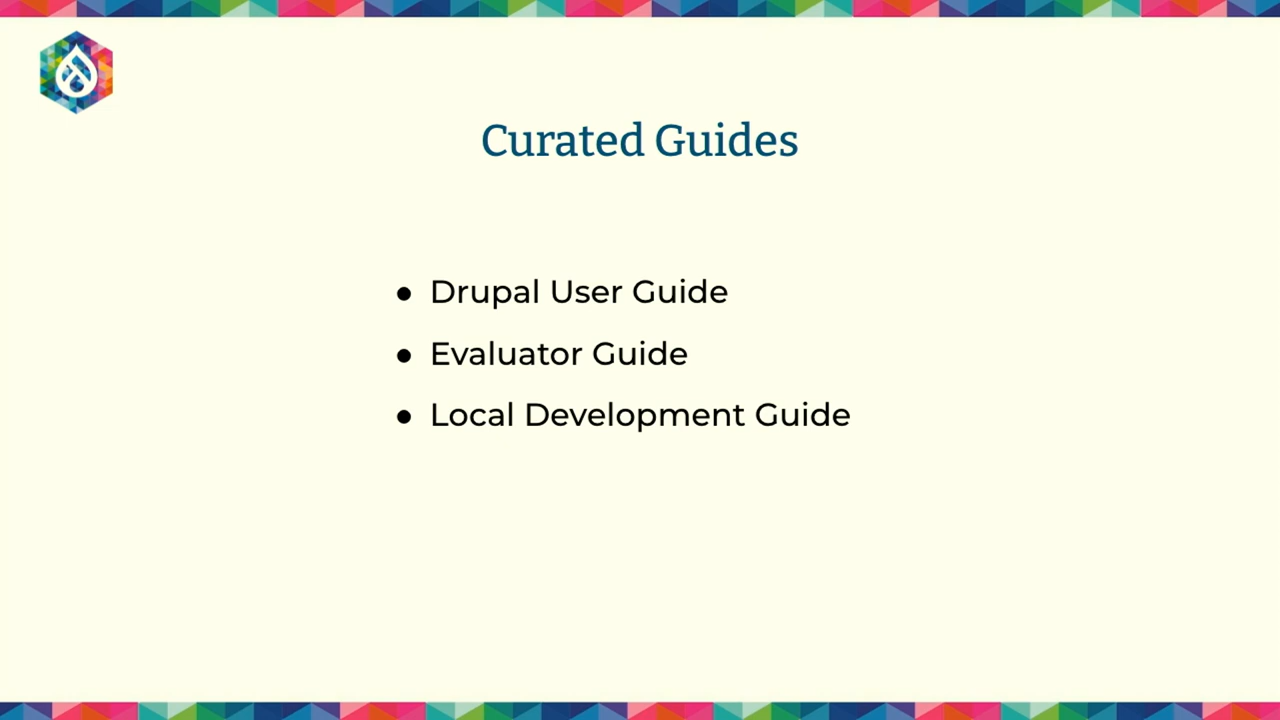 Curated Guides
● Drupal User Guide
● Evaluator Guide
● Local Development Guide